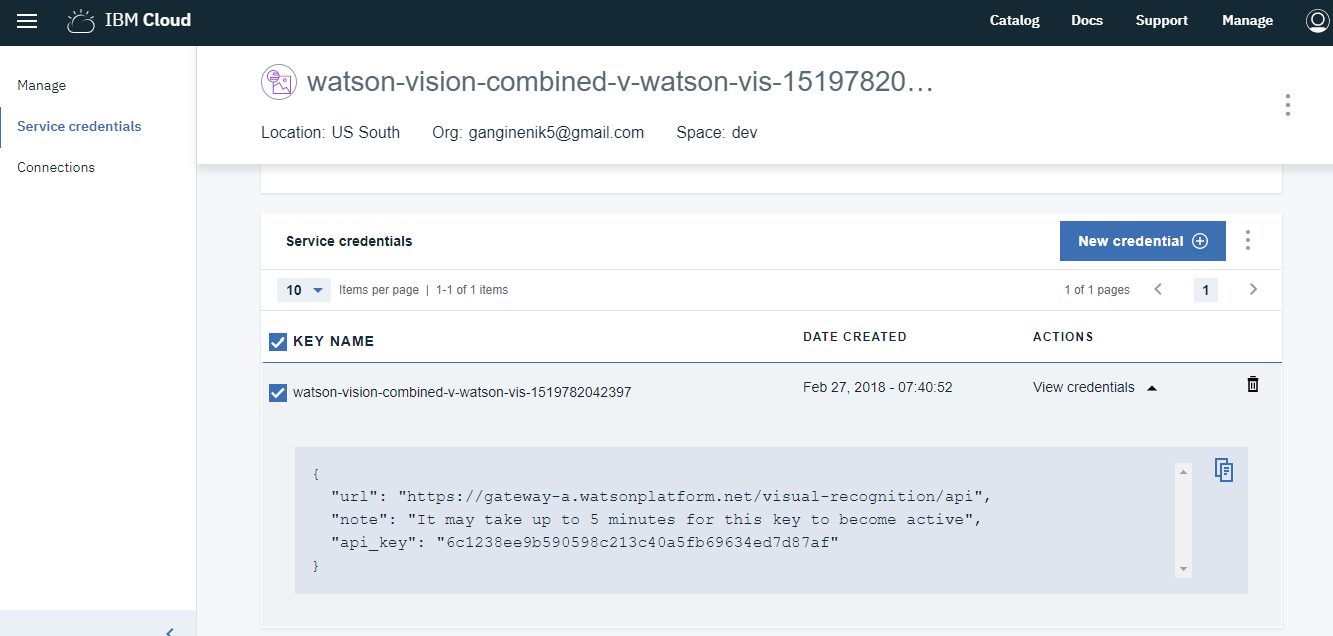 IBM Cloud
Catalog Docs Support Manage
Manage
Service credentials
Connections
watson-vision-combined-v-watson-vis-15197820...
Location: US South Org: ganginenik5@gmail.com Space: dev
Service credentials
New credential
10 Items per page | 1-1 of 1 items
1 of 1 pages 1
KEY NAME DATE CREATED ACTIONS
watson-vision-combined-v-watson-vis-1519782042397 Feb 27, 2018 - 07:40:52 View credentials
{
"url": "https://gateway-a.watsonplatform.net/visual-recognition/api",
"note": "It may take up to 5 minutes for this key to become active",
"api_key": "6c1238ee9b590598c213c40a5fb69634ed7d87af"
}